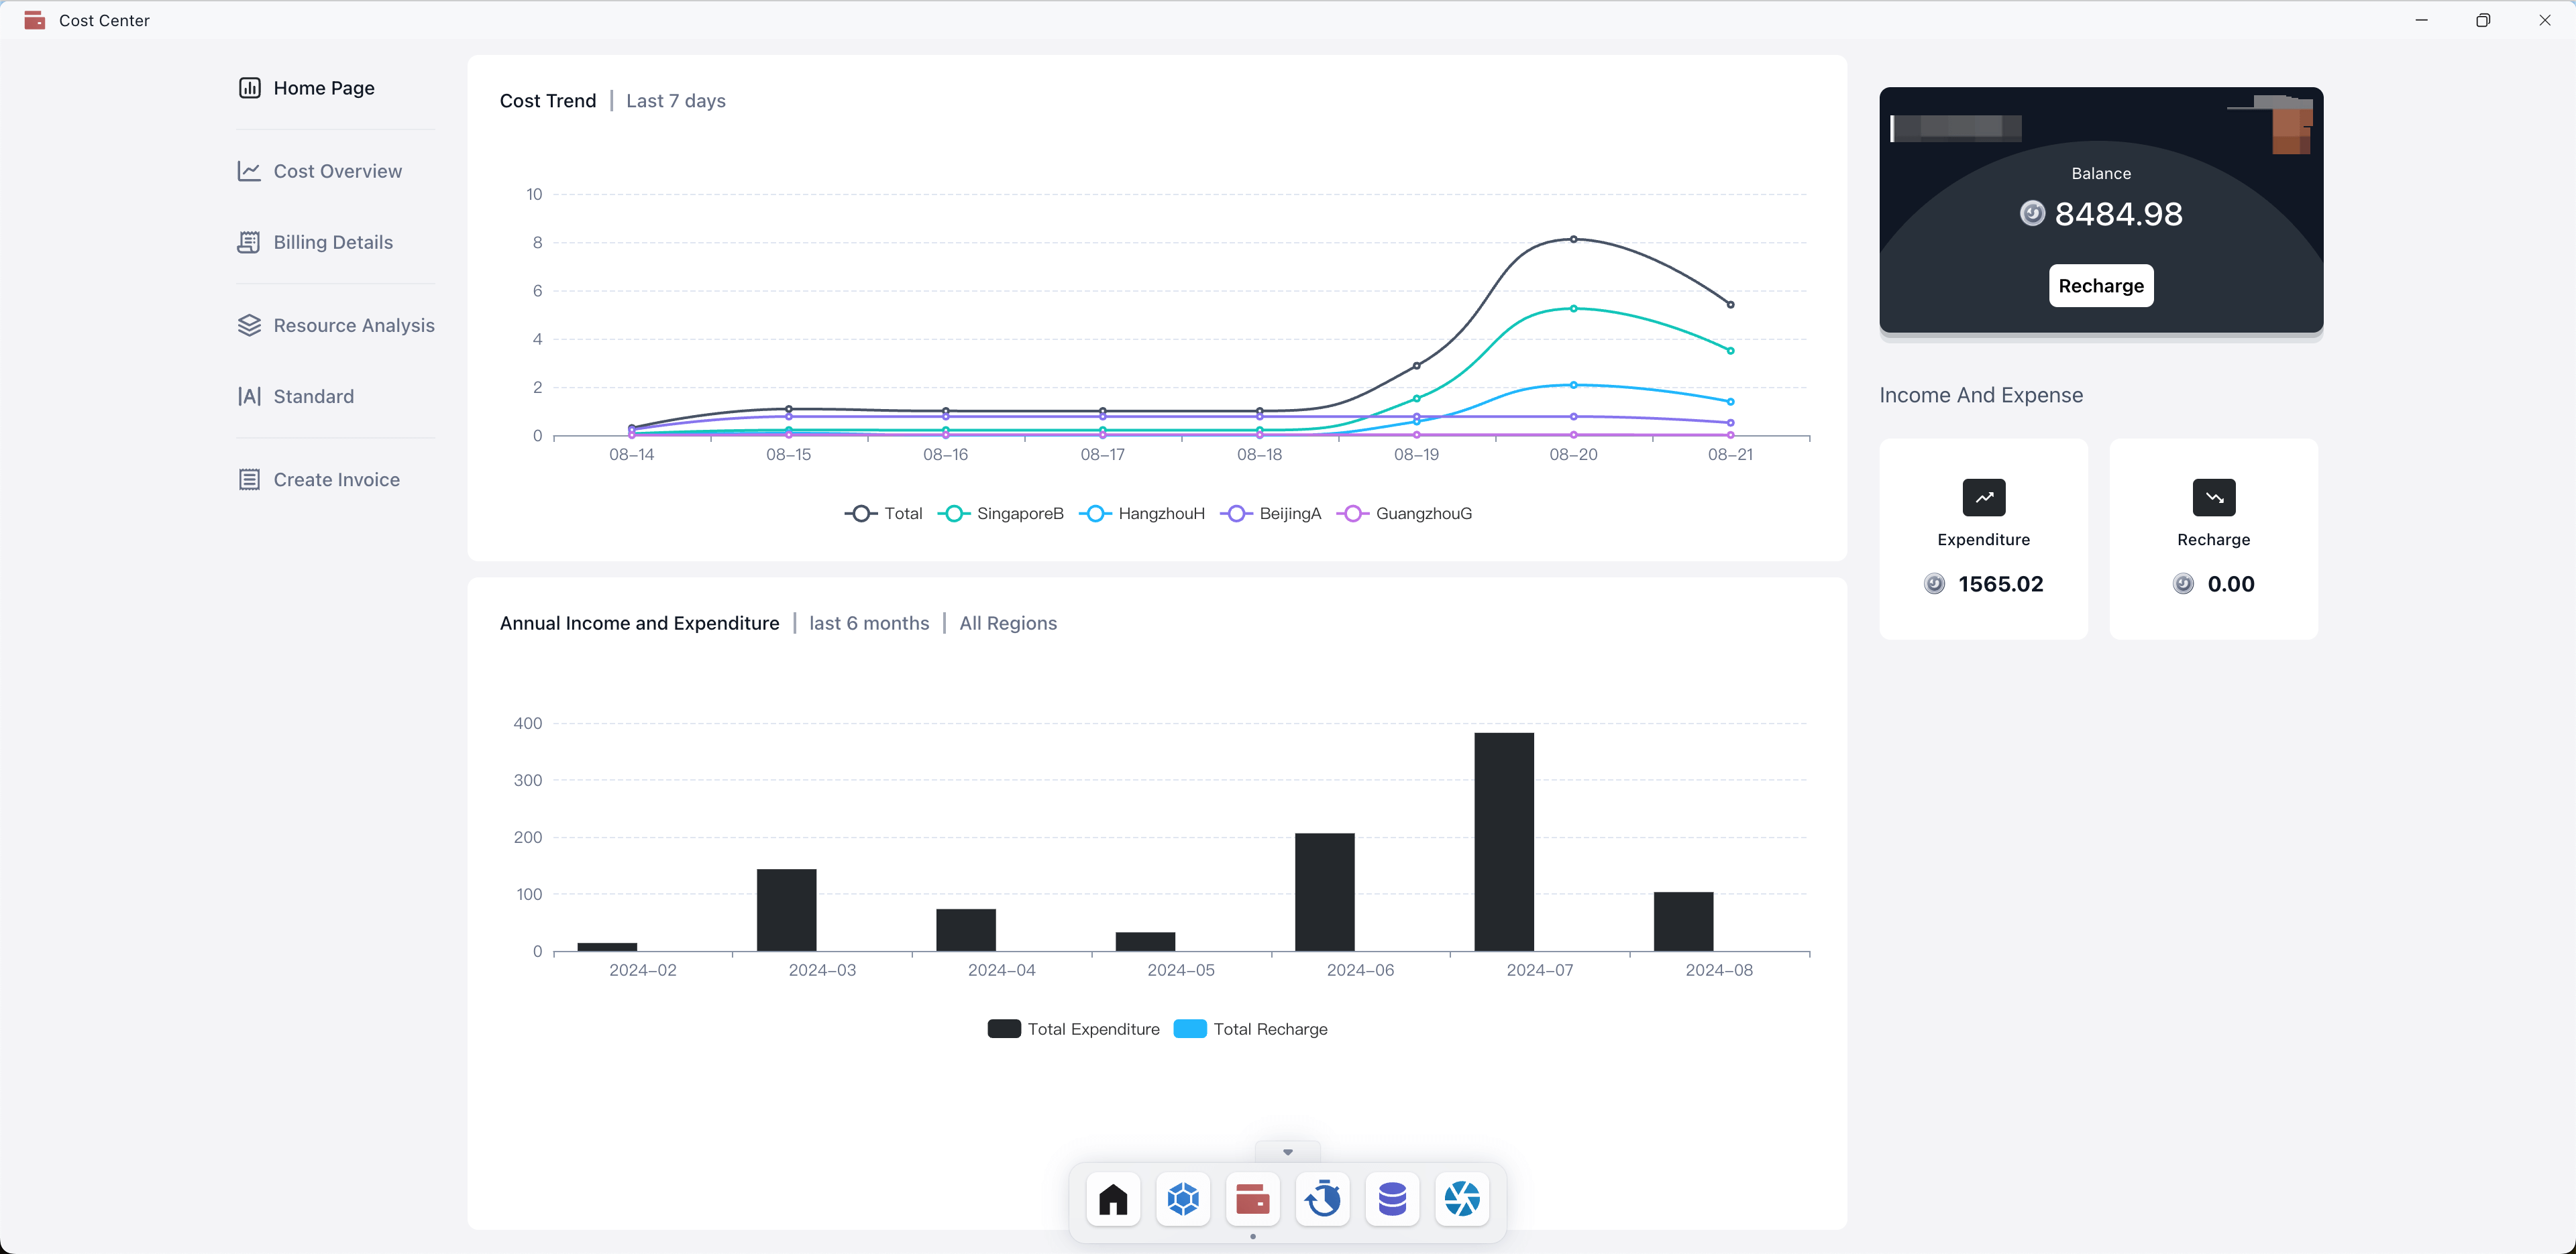 Cost Center
Home Page
Cost Overview
Billing Details
Resource Analysis
Standard
Create Invoice
Cost Trend | Last 7 days
10
8
6
4
2
0
08-14 08-15 08-16 08-17 08-18 08-19 08-20 08-21
Total SingaporeB HangzhouH BeijingA GuangzhouG
Annual Income and Expenditure | last 6 months | All Regions
400
300
200
100
0
2024-02 2024-03 2024-04 2024-05 2024-06 2024-07 2024-08
Total Expenditure Total Recharge
Balance
8484.98
Recharge
Income And Expense
Expenditure
1565.02
Recharge
0.00